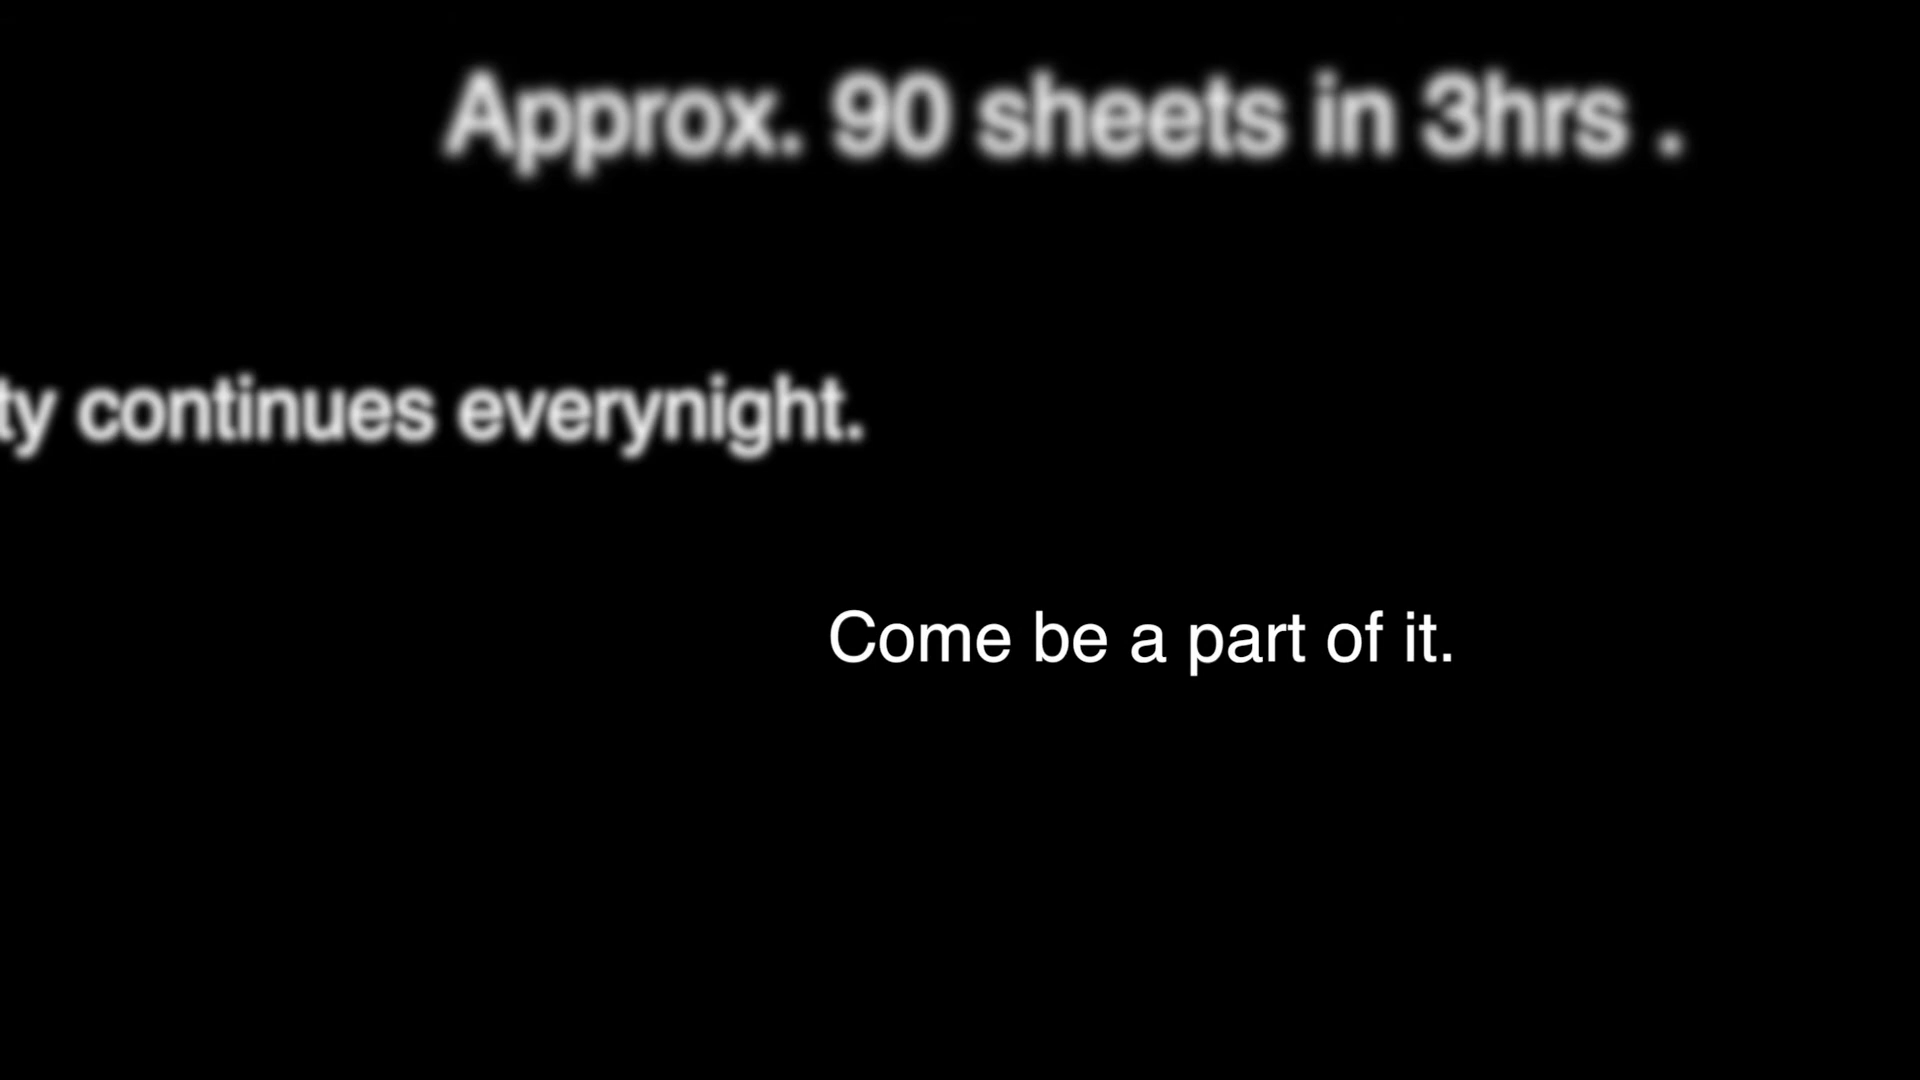 Approx. 90 sheets in 3hrs .
ty continues everynight.
Come be a part of it.